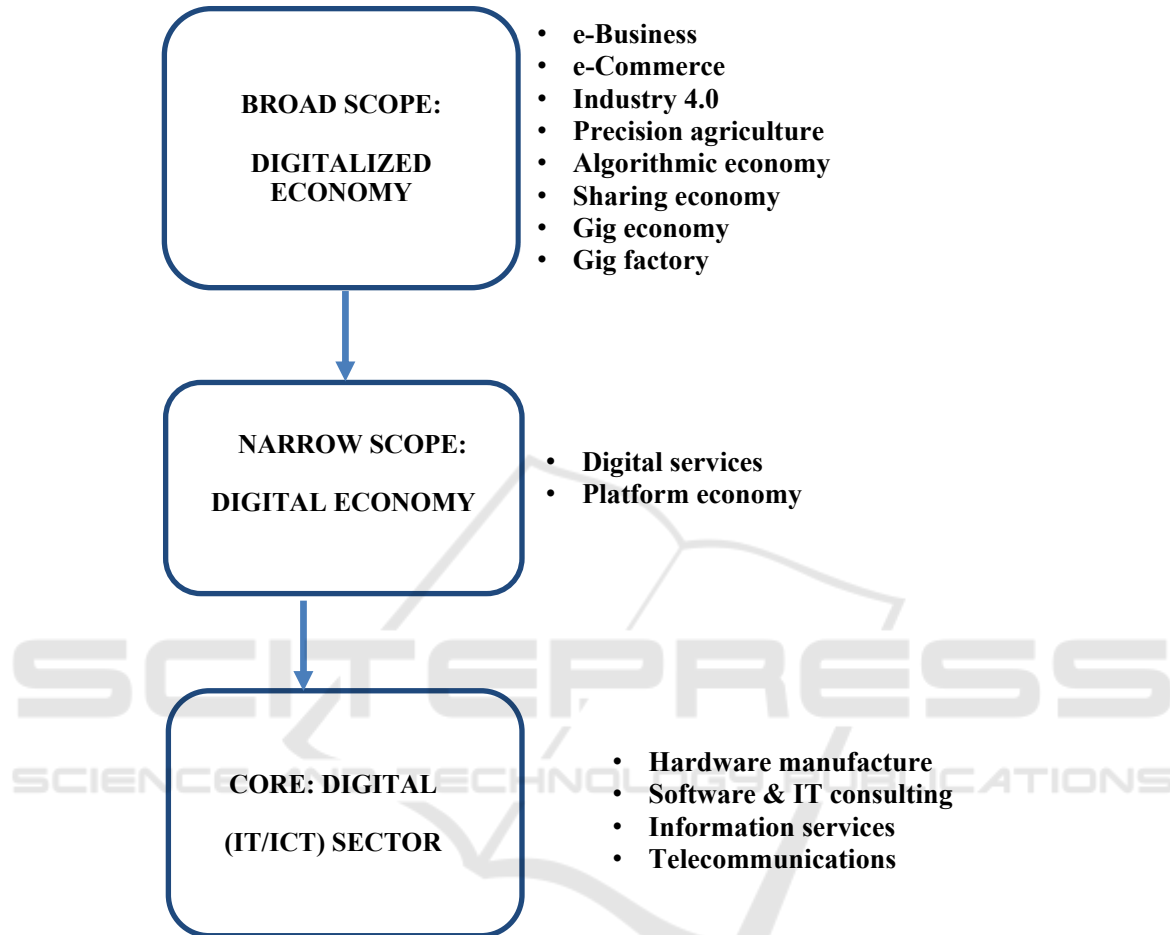 BROAD SCOPE:
DIGITALIZED
ECONOMY
• e-Business
• e-Commerce
• Industry 4.0
• Precision agriculture
• Algorithmic economy
• Sharing economy
• Gig economy
• Gig factory
NARROW SCOPE:
DIGITAL ECONOMY
• Digital services
• Platform economy
CORE: DIGITAL
(IT/ICT) SECTOR
• Hardware manufacture
• Software & IT consulting
• Information services
• Telecommunications
SCITEPRESS
SCIENCE AND TECHNOLOGY PUBLICATIONS